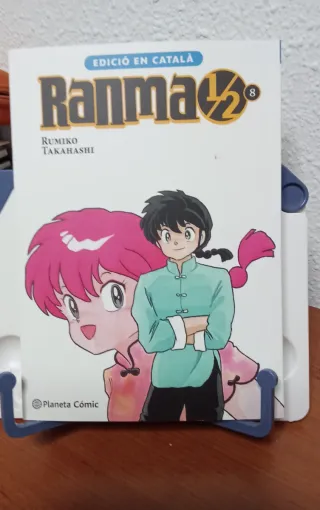 EDICIÓ EN CATALÀ
Ranma 1/2
8
RUMIKO
TAKAHASHI
Planeta Cómic